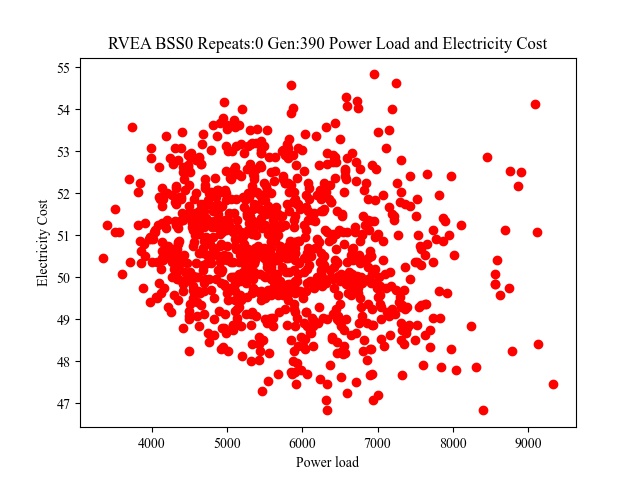 RVEA BSS0 Repeats:0 Gen:390 Power Load and Electricity Cost
55
54
53
52
51
50
49
48
47
Electricity Cost
4000 5000 6000 7000 8000 9000
Power load